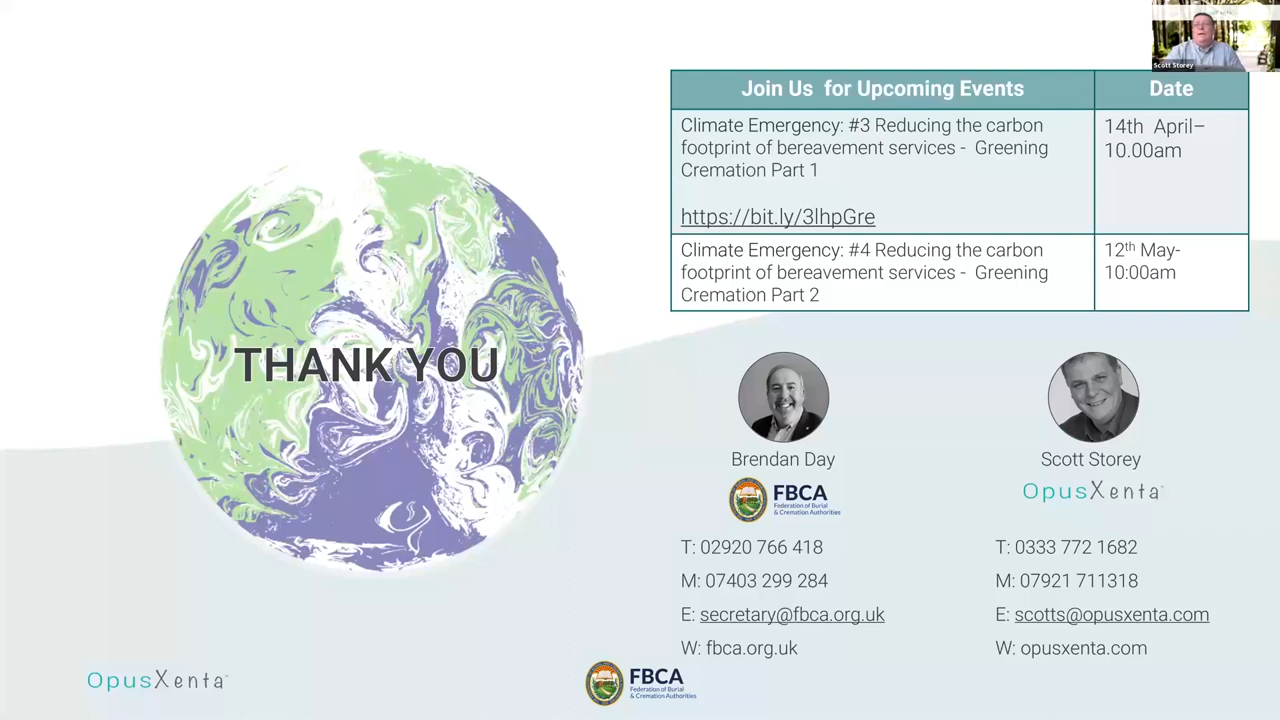 Scott Storey
Join Us for Upcoming Events
Date
Climate Emergency: #3 Reducing the carbon
footprint of bereavement services - Greening
Cremation Part 1
https://bit.ly/3lhpGre
14th April–
10.00am
Climate Emergency: #4 Reducing the carbon
footprint of bereavement services - Greening
Cremation Part 2
12th May-
10:00am
THANK YOU
Brendan Day
FBCA
Federation of Burial
& Cremation Authorities
T: 02920 766 418
M: 07403 299 284
E: secretary@fbca.org.uk
W: fbca.org.uk
Scott Storey
OpusXenta
T: 0333 772 1682
M: 07921 711318
E: scotts@opusxenta.com
W: opusxenta.com
OpusXenta
FBCA
Federation of Burial
& Cremation Authorities